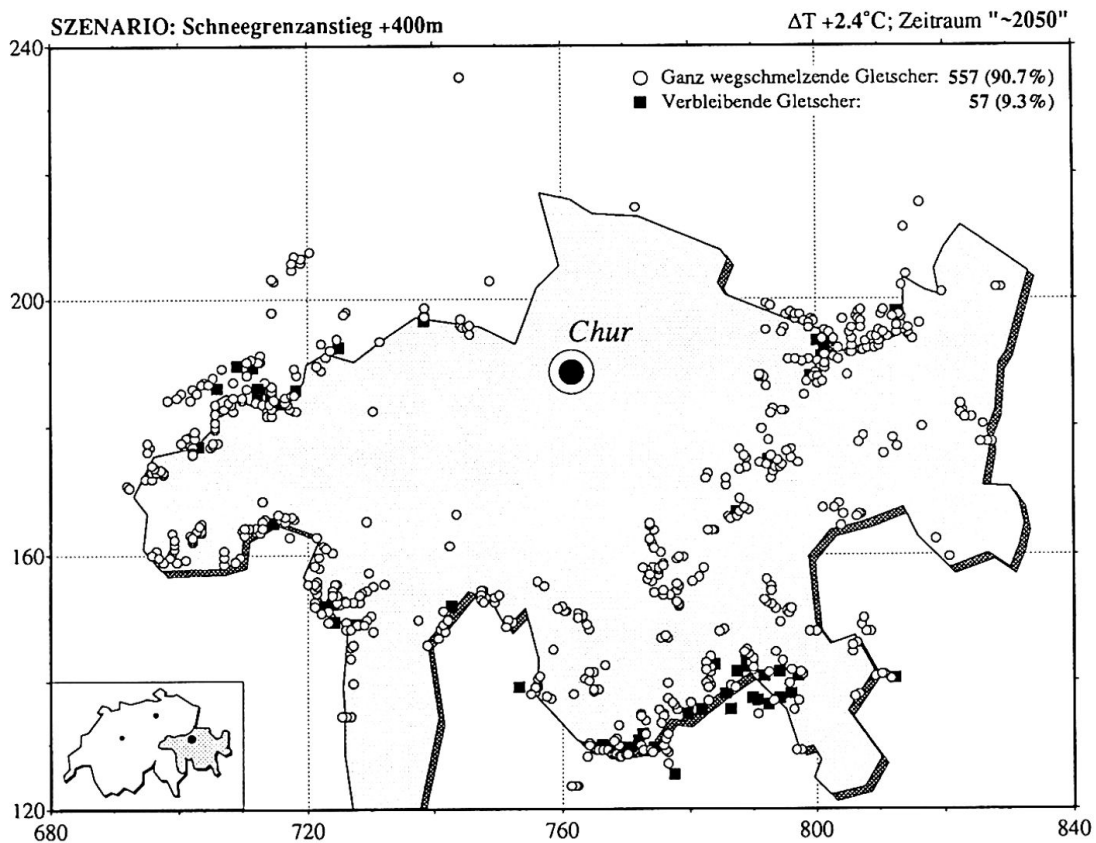 SZENARIO: Schneegrenzanstieg +400m
ΔT +2.4°C; Zeitraum "~2050"
240
Ganz wegschmelzende Gletscher: 557 (90.7%)
Verbleibende Gletscher: 57 (9.3%)
200
Chur
160
120
680
720
760
800
840